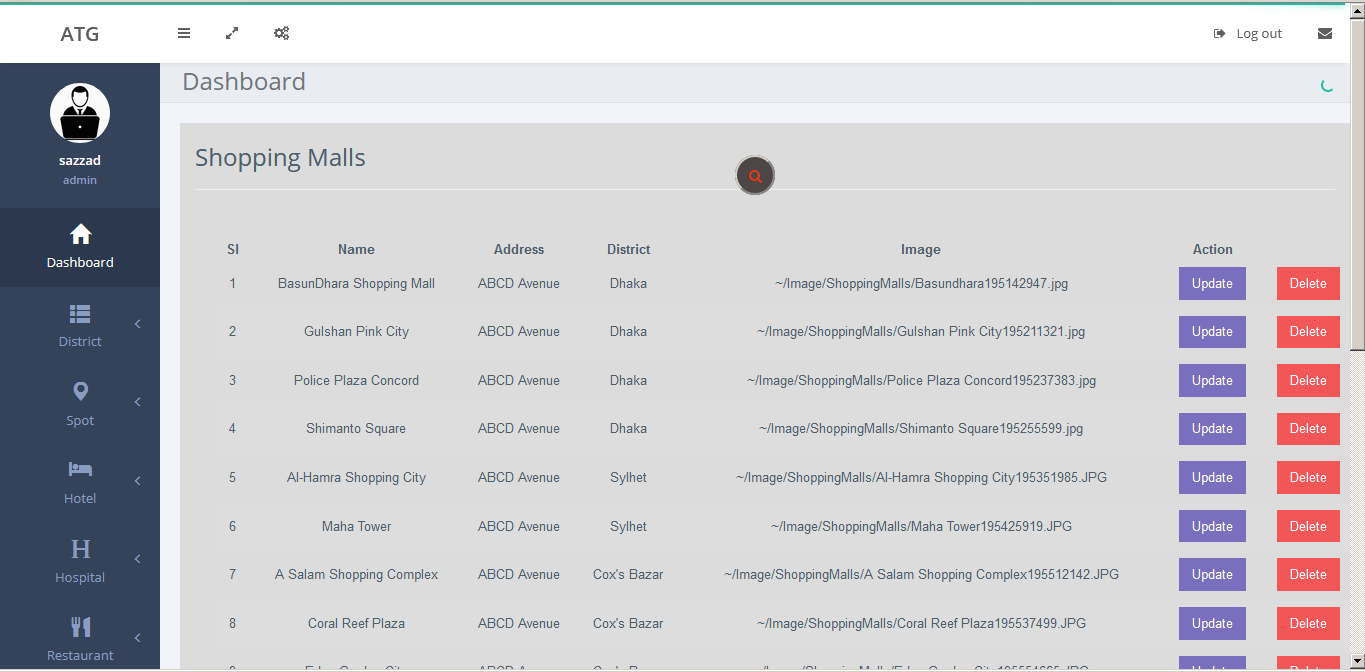 ATG
Log out
Dashboard
sazzad
admin
Dashboard
District
Spot
Hotel
H
Hospital
Restaurant
Shopping Malls
Sl Name Address District Image Action
1 BasunDhara Shopping Mall ABCD Avenue Dhaka ~/Image/ShoppingMalls/Basundhara195142947.jpg Update Delete
2 Gulshan Pink City ABCD Avenue Dhaka ~/Image/ShoppingMalls/Gulshan Pink City195211321.jpg Update Delete
3 Police Plaza Concord ABCD Avenue Dhaka ~/Image/ShoppingMalls/Police Plaza Concord195237383.jpg Update Delete
4 Shimanto Square ABCD Avenue Dhaka ~/Image/ShoppingMalls/Shimanto Square195255599.jpg Update Delete
5 Al-Hamra Shopping City ABCD Avenue Sylhet ~/Image/ShoppingMalls/Al-Hamra Shopping City195351985.JPG Update Delete
6 Maha Tower ABCD Avenue Sylhet ~/Image/ShoppingMalls/Maha Tower195425919.JPG Update Delete
7 A Salam Shopping Complex ABCD Avenue Cox's Bazar ~/Image/ShoppingMalls/A Salam Shopping Complex195512142.JPG Update Delete
8 Coral Reef Plaza ABCD Avenue Cox's Bazar ~/Image/ShoppingMalls/Coral Reef Plaza195537499.JPG Update Delete